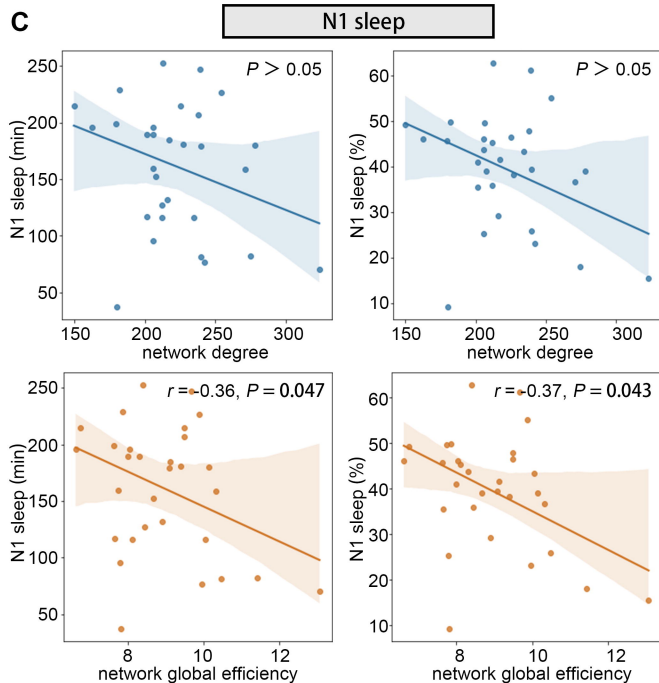 C
N1 sleep
P > 0.05
250
200
150
100
50
N1 sleep (min)
150 200 250 300
network degree
P > 0.05
60
50
40
30
20
10
N1 sleep (%)
150 200 250 300
network degree
r = -0.36, P = 0.047
250
200
150
100
50
N1 sleep (min)
8 10 12
network global efficiency
r = -0.37, P = 0.043
60
50
40
30
20
10
N1 sleep (%)
8 10 12
network global efficiency